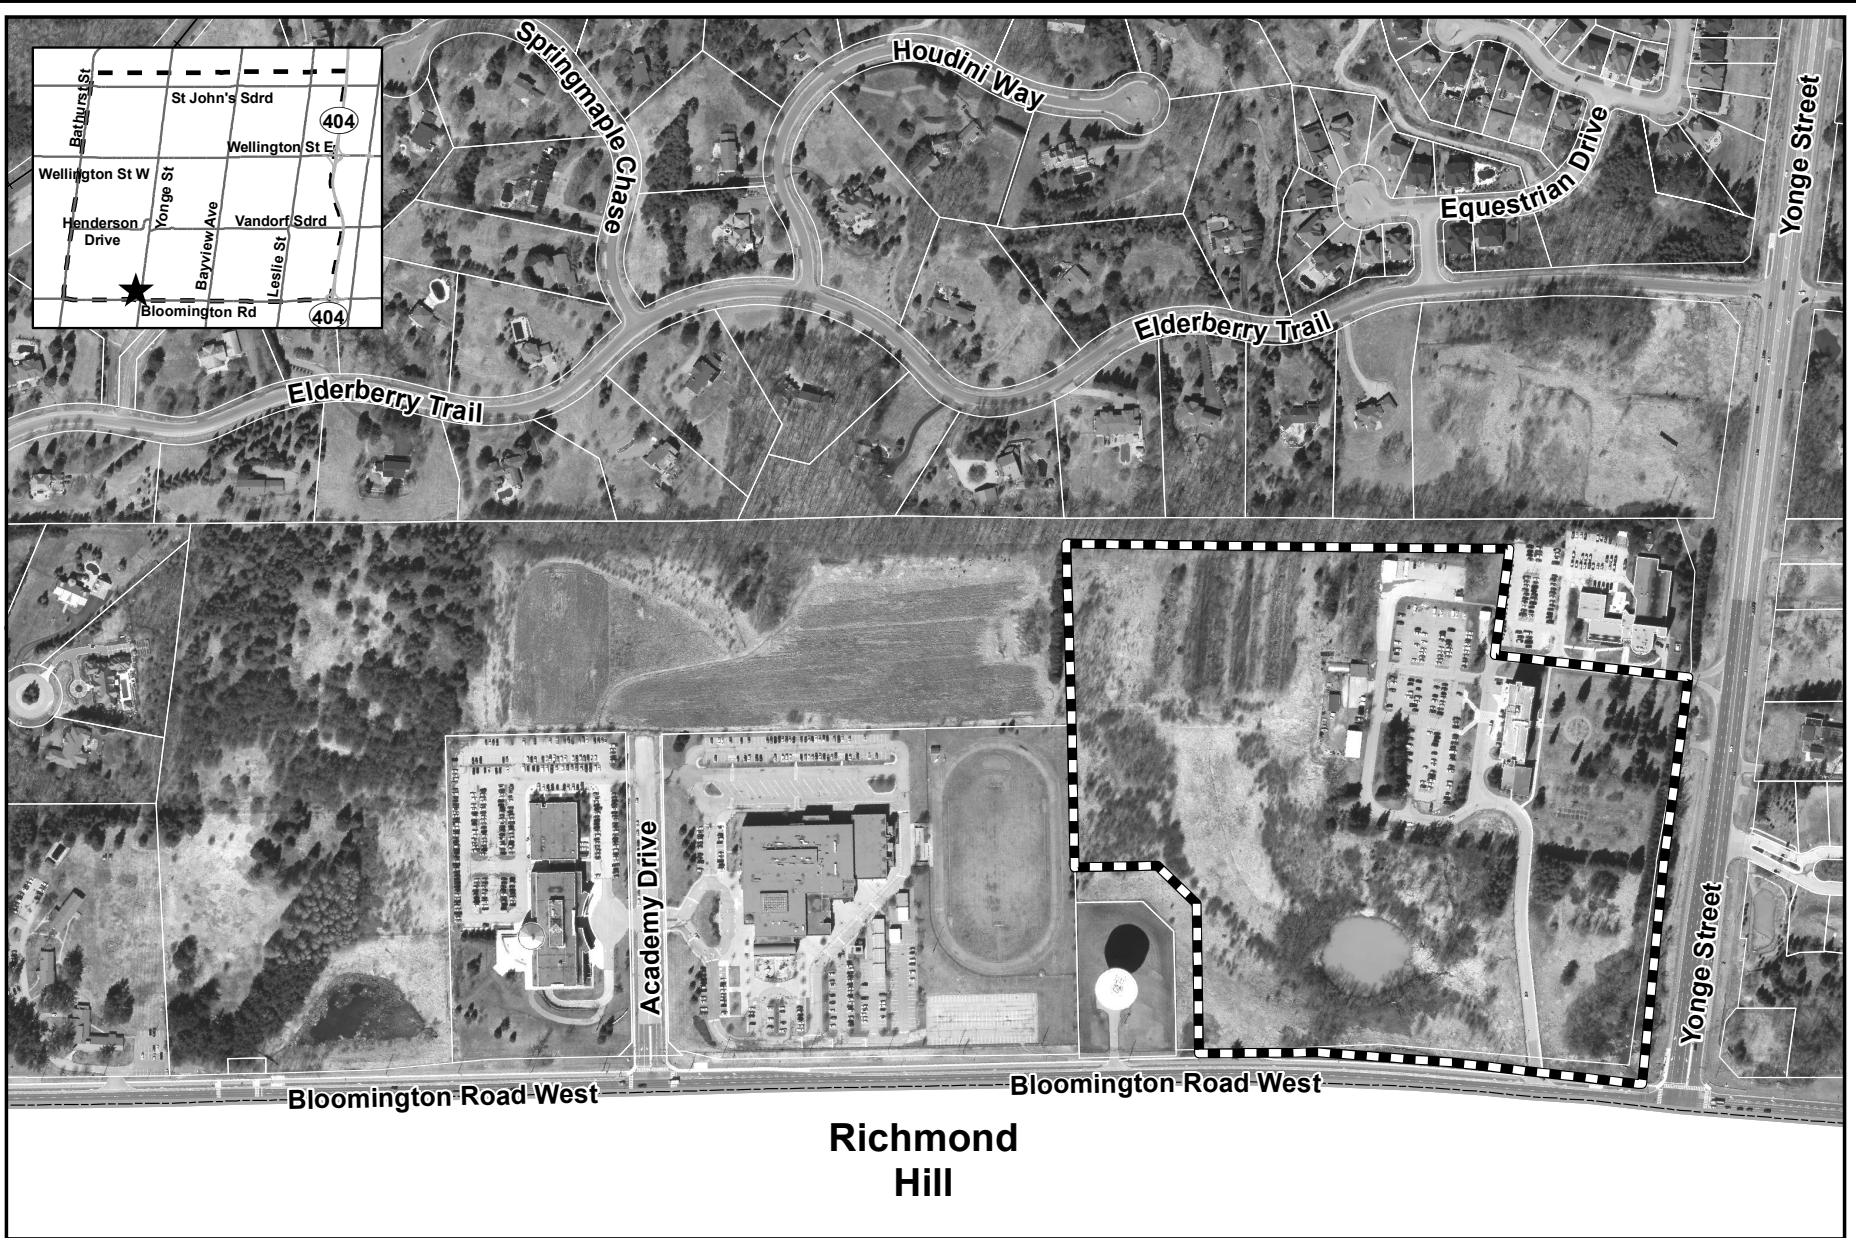 Springmaple Chase
Houdini Way
Yonge Street
Equestrian Drive
Bathurst St
St John's Sdrd
404
Wellington St E
Wellington St W
Yonge St
Henderson
Drive
Bayview Ave
Vandorf Sdrd
Leslie St
Bloomington Rd
404
Elderberry Trail
Elderberry Trail
Academy Drive
Yonge Street
Bloomington Road West
Bloomington Road West
Richmond
Hill